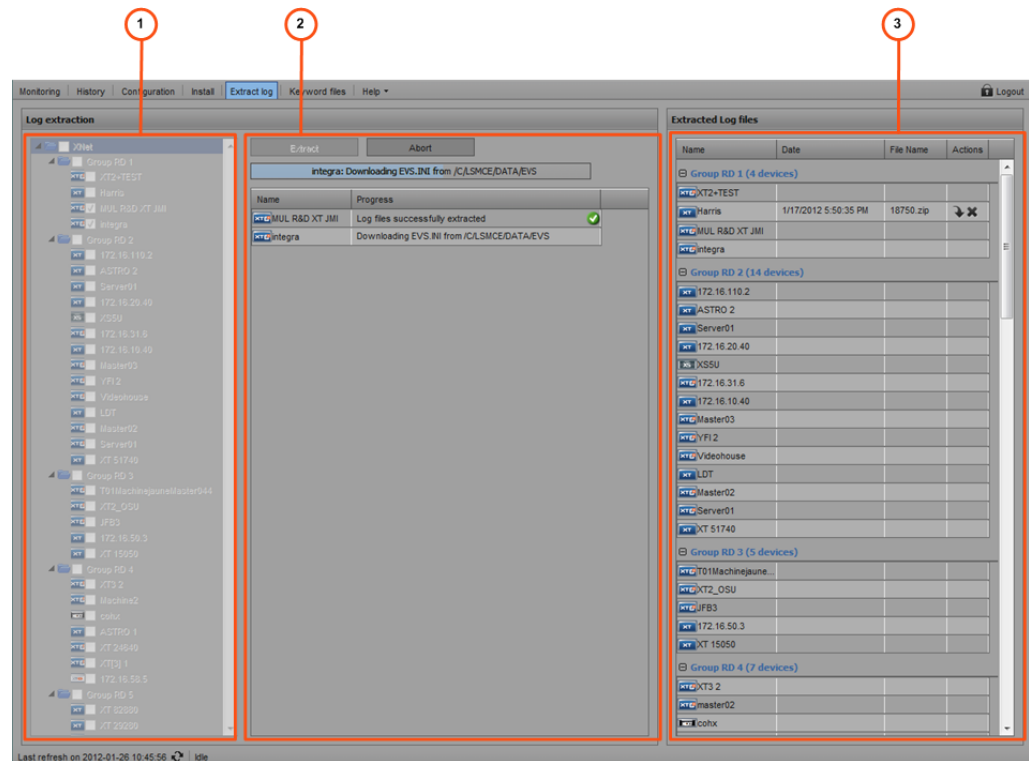 1
2
3
Monitoring History Configuration Install Extract log Keyword files Help Logout
Log extraction
XNet
Group RD 1
XT2+TEST
Harris
MUL R&D XT JMI
integra
Group RD 2
172.16.110.2
ASTRO 2
Server01
172.16.20.40
XS5U
172.16.31.6
172.16.10.40
Master03
YFI 2
Videohouse
LDT
Master02
Server01
XT 51740
Group RD 3
T01MachinejauneMaster044
XT2_OSU
JFB3
172.16.50.3
XT 15050
Group RD 4
XT3 2
Machine2
cohx
ASTRO 1
XT 24640
XT[3] 1
172.16.50.5
Group RD 5
XT 02000
XT 29200
Extract Abort
integra: Downloading EVS.INI from /C/LSMCE/DATA/EVS
Name Progress
MUL R&D XT JMI Log files successfully extracted
integra Downloading EVS.INI from /C/LSMCE/DATA/EVS
Extracted Log files
Name Date File Name Actions
Group RD 1 (4 devices)
XT2+TEST
Harris 1/17/2012 5:50:35 PM 18750.zip
MUL R&D XT JMI
integra
Group RD 2 (14 devices)
172.16.110.2
ASTRO 2
Server01
172.16.20.40
XS5U
172.16.31.6
172.16.10.40
Master03
YFI 2
Videohouse
LDT
Master02
Server01
XT 51740
Group RD 3 (5 devices)
T01Machinejaune...
XT2_OSU
JFB3
172.16.50.3
XT 15050
Group RD 4 (7 devices)
XT3 2
master02
cohx
Last refresh on 2012-01-26 10:45:56 Idle